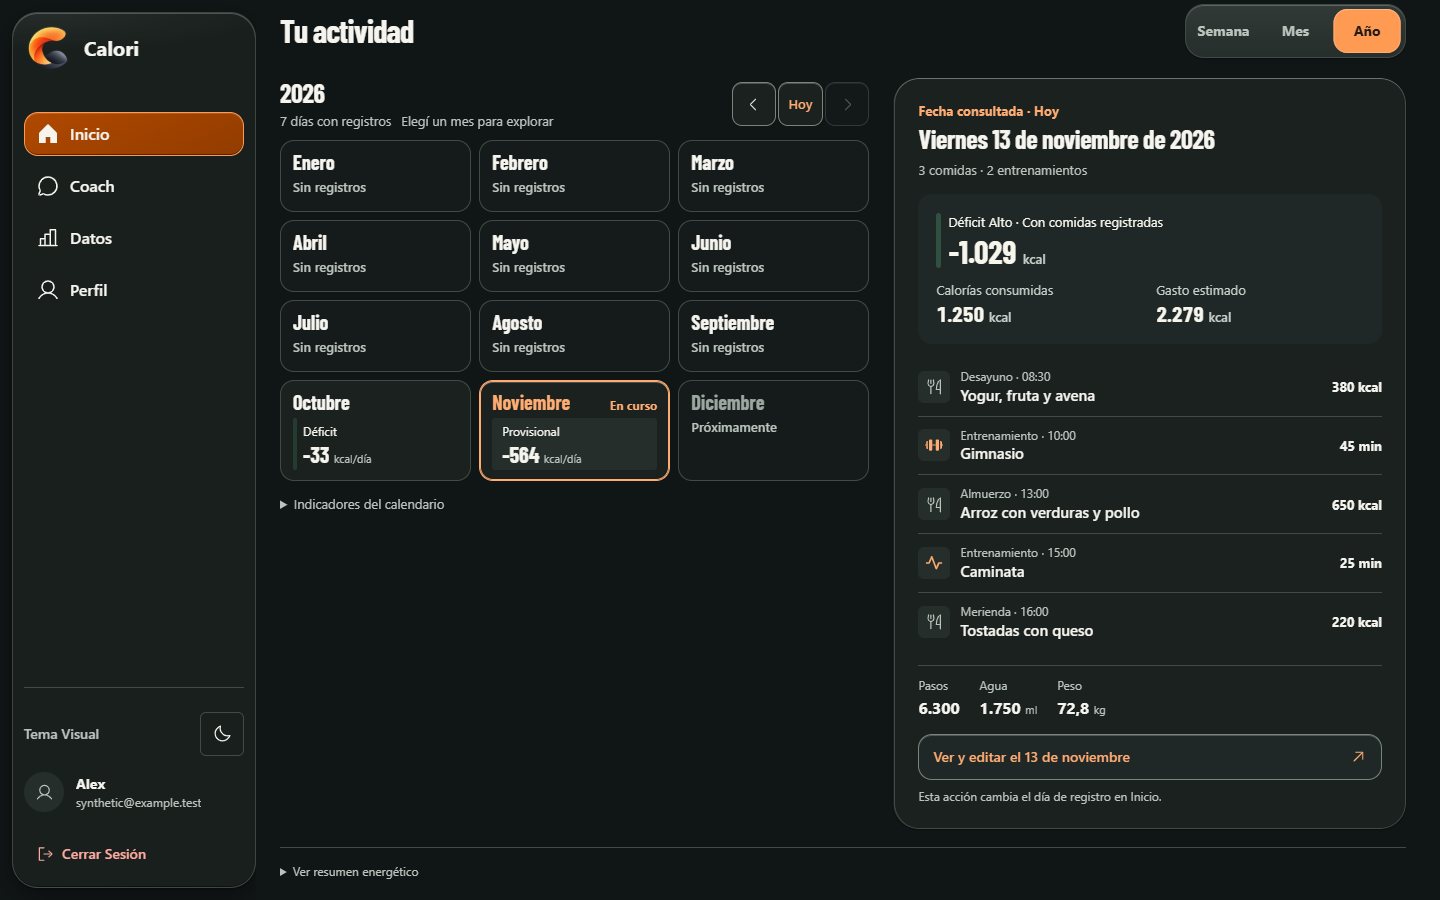 Calori
Inicio
Coach
Datos
Perfil
Tema Visual
Alex
synthetic@example.test
Cerrar Sesión
Tu actividad
Semana Mes Año
2026
7 días con registros Elegí un mes para explorar
Hoy
Enero
Sin registros
Febrero
Sin registros
Marzo
Sin registros
Abril
Sin registros
Mayo
Sin registros
Junio
Sin registros
Julio
Sin registros
Agosto
Sin registros
Septiembre
Sin registros
Octubre
Déficit
-33 kcal/día
Noviembre En curso
Provisional
-564 kcal/día
Diciembre
Próximamente
Indicadores del calendario
Fecha consultada · Hoy
Viernes 13 de noviembre de 2026
3 comidas · 2 entrenamientos
Déficit Alto · Con comidas registradas
-1.029 kcal
Calorías consumidas
1.250 kcal
Gasto estimado
2.279 kcal
Desayuno · 08:30
Yogur, fruta y avena
380 kcal
Entrenamiento · 10:00
Gimnasio
45 min
Almuerzo · 13:00
Arroz con verduras y pollo
650 kcal
Entrenamiento · 15:00
Caminata
25 min
Merienda · 16:00
Tostadas con queso
220 kcal
Pasos
6.300
Agua
1.750 ml
Peso
72,8 kg
Ver y editar el 13 de noviembre
Esta acción cambia el día de registro en Inicio.
Ver resumen energético